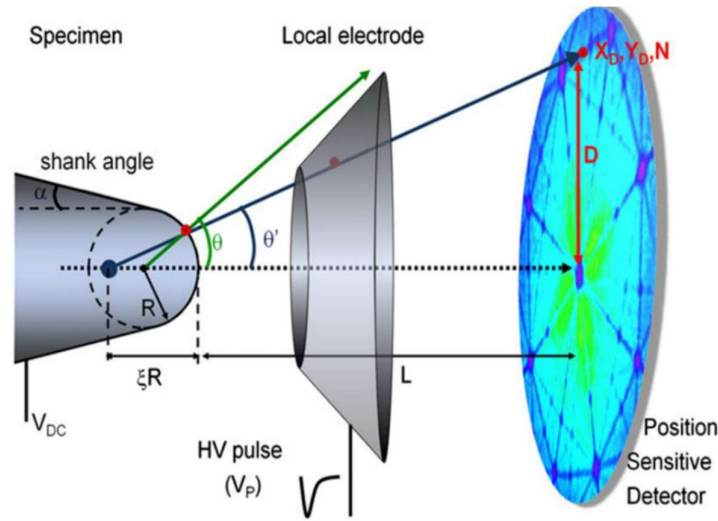 Specimen
Local electrode
X_D,Y_D,N
shank angle
α
D
θ
θ'
R
ξR
L
V_DC
HV pulse
(V_P)
Position
Sensitive
Detector